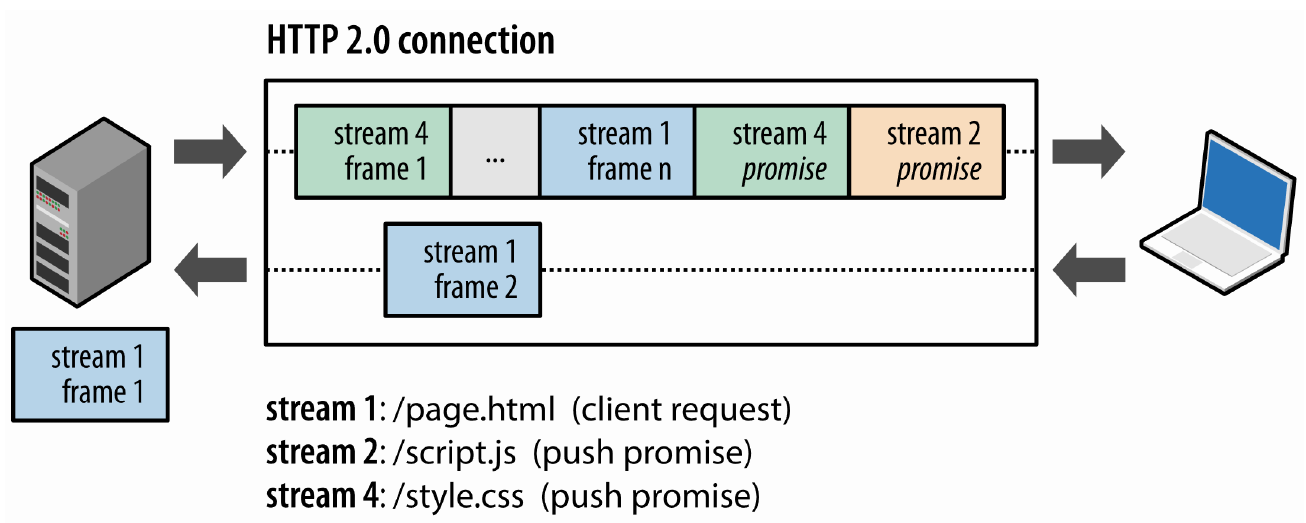 HTTP 2.0 connection
stream 4
frame 1
...
stream 1
frame n
stream 4
promise
stream 2
promise
stream 1
frame 2
stream 1
frame 1
stream 1: /page.html (client request)
stream 2: /script.js (push promise)
stream 4: /style.css (push promise)